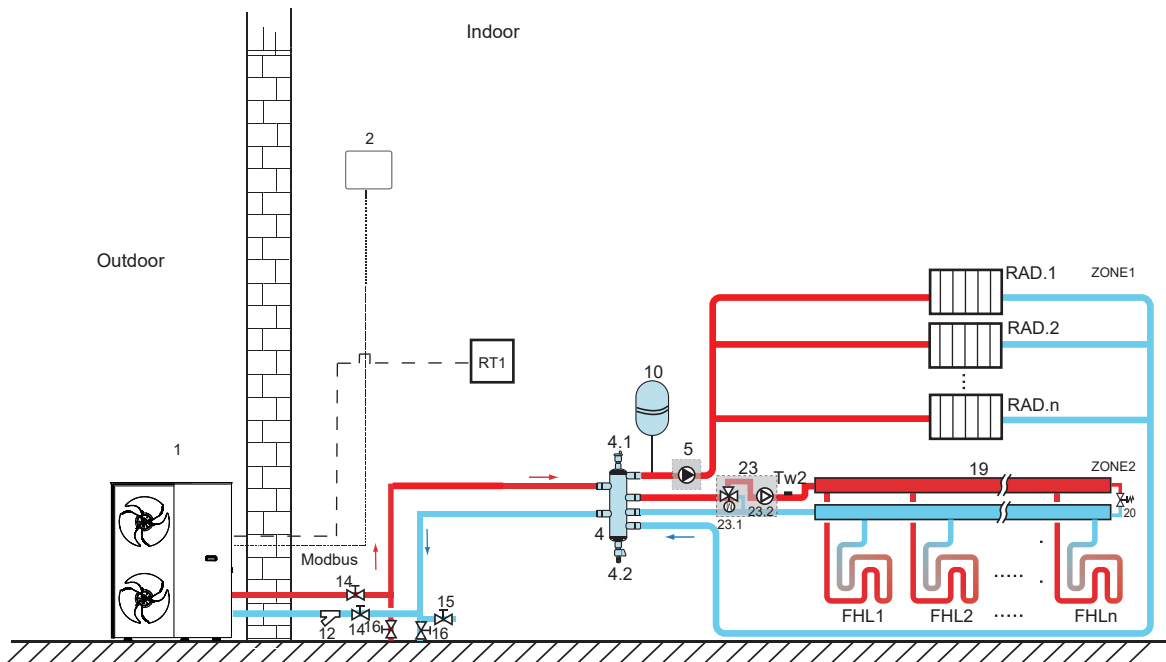 Indoor
2
Outdoor
RAD.1
ZONE1
RAD.2
RT1
10
RAD.n
4.1
1
5
23
Tw2
19
ZONE2
23.1
23.2
20
4
4.2
Modbus
14
15
12
14
16
16
FHL1
FHL2
FHLn